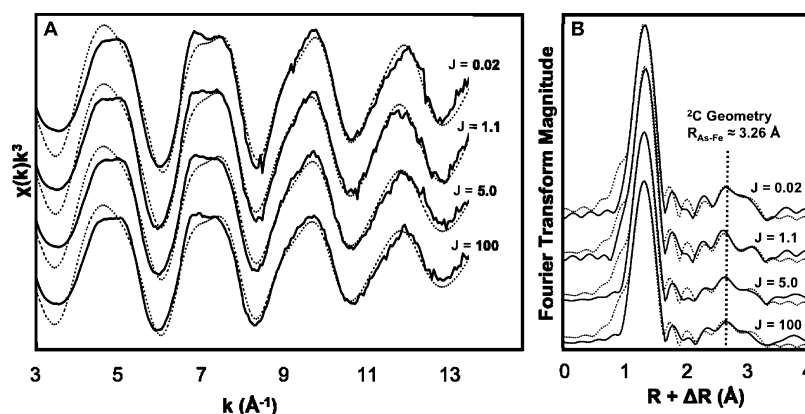 A
χ(k)k³
J = 0.02
J = 1.1
J = 5.0
J = 100
3 5 7 9 11 13
k (Å⁻¹)
B
Fourier Transform Magnitude
²C Geometry
R_As-Fe ≈ 3.26 Å
J = 0.02
J = 1.1
J = 5.0
J = 100
0 1 2 3 4
R + ΔR (Å)